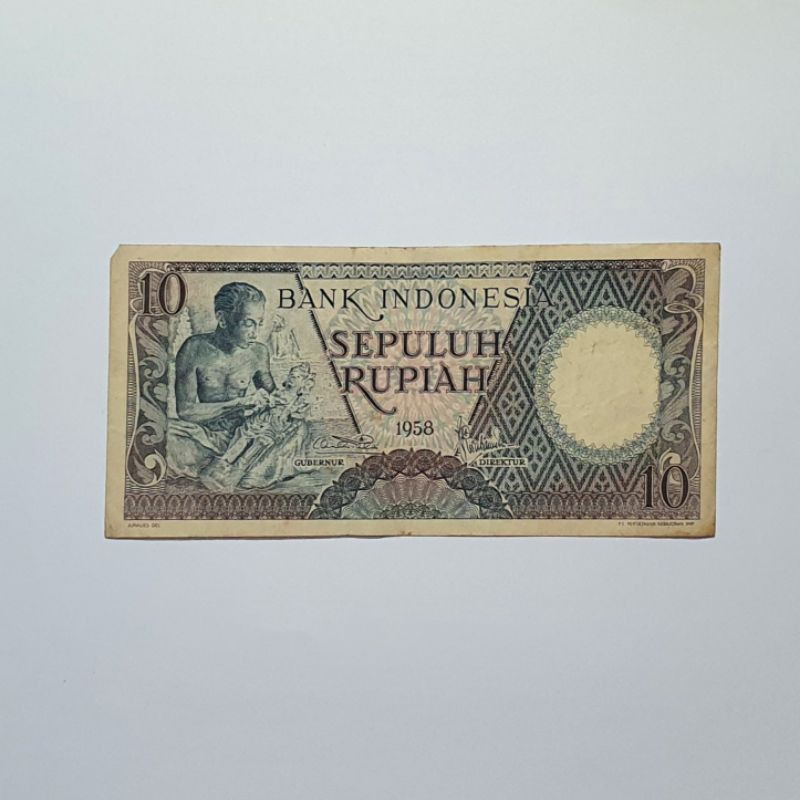 10
BANK INDONESIA
SEPULUH
RUPIAH
1958
GUBERNUR
DIREKTUR
10